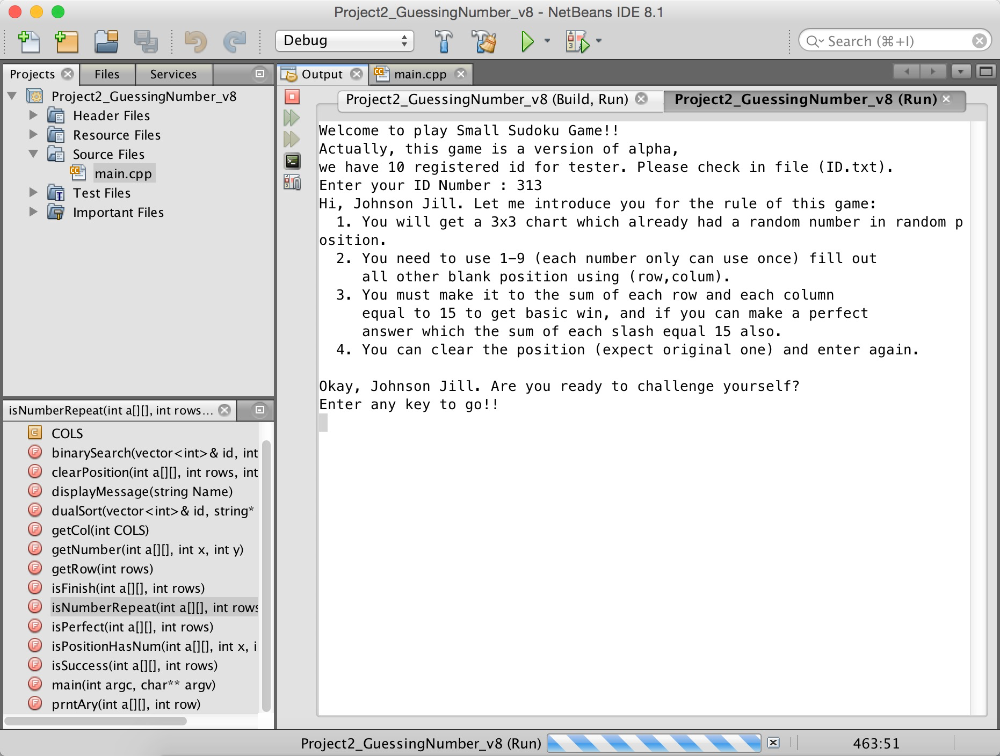 Project2_GuessingNumber_v8 - NetBeans IDE 8.1
Debug
Search (⌘+I)
Projects
Files
Services
Project2_GuessingNumber_v8
Header Files
Resource Files
Source Files
main.cpp
Test Files
Important Files
isNumberRepeat(int a[][], int rows...
COLS
binarySearch(vector<int>& id, int
clearPosition(int a[][], int rows, int
displayMessage(string Name)
dualSort(vector<int>& id, string*
getCol(int COLS)
getNumber(int a[][], int x, int y)
getRow(int rows)
isFinish(int a[][], int rows)
isNumberRepeat(int a[][], int rows
isPerfect(int a[][], int rows)
isPositionHasNum(int a[][], int x, i
isSuccess(int a[][], int rows)
main(int argc, char** argv)
prntAry(int a[][], int row)
Output
main.cpp
Project2_GuessingNumber_v8 (Build, Run)
Project2_GuessingNumber_v8 (Run)
Welcome to play Small Sudoku Game!!
Actually, this game is a version of alpha,
we have 10 registered id for tester. Please check in file (ID.txt).
Enter your ID Number : 313
Hi, Johnson Jill. Let me introduce you for the rule of this game:
1. You will get a 3x3 chart which already had a random number in random p
osition.
2. You need to use 1-9 (each number only can use once) fill out
all other blank position using (row,colum).
3. You must make it to the sum of each row and each column
equal to 15 to get basic win, and if you can make a perfect
answer which the sum of each slash equal 15 also.
4. You can clear the position (expect original one) and enter again.
Okay, Johnson Jill. Are you ready to challenge yourself?
Enter any key to go!!
Project2_GuessingNumber_v8 (Run)
463:51